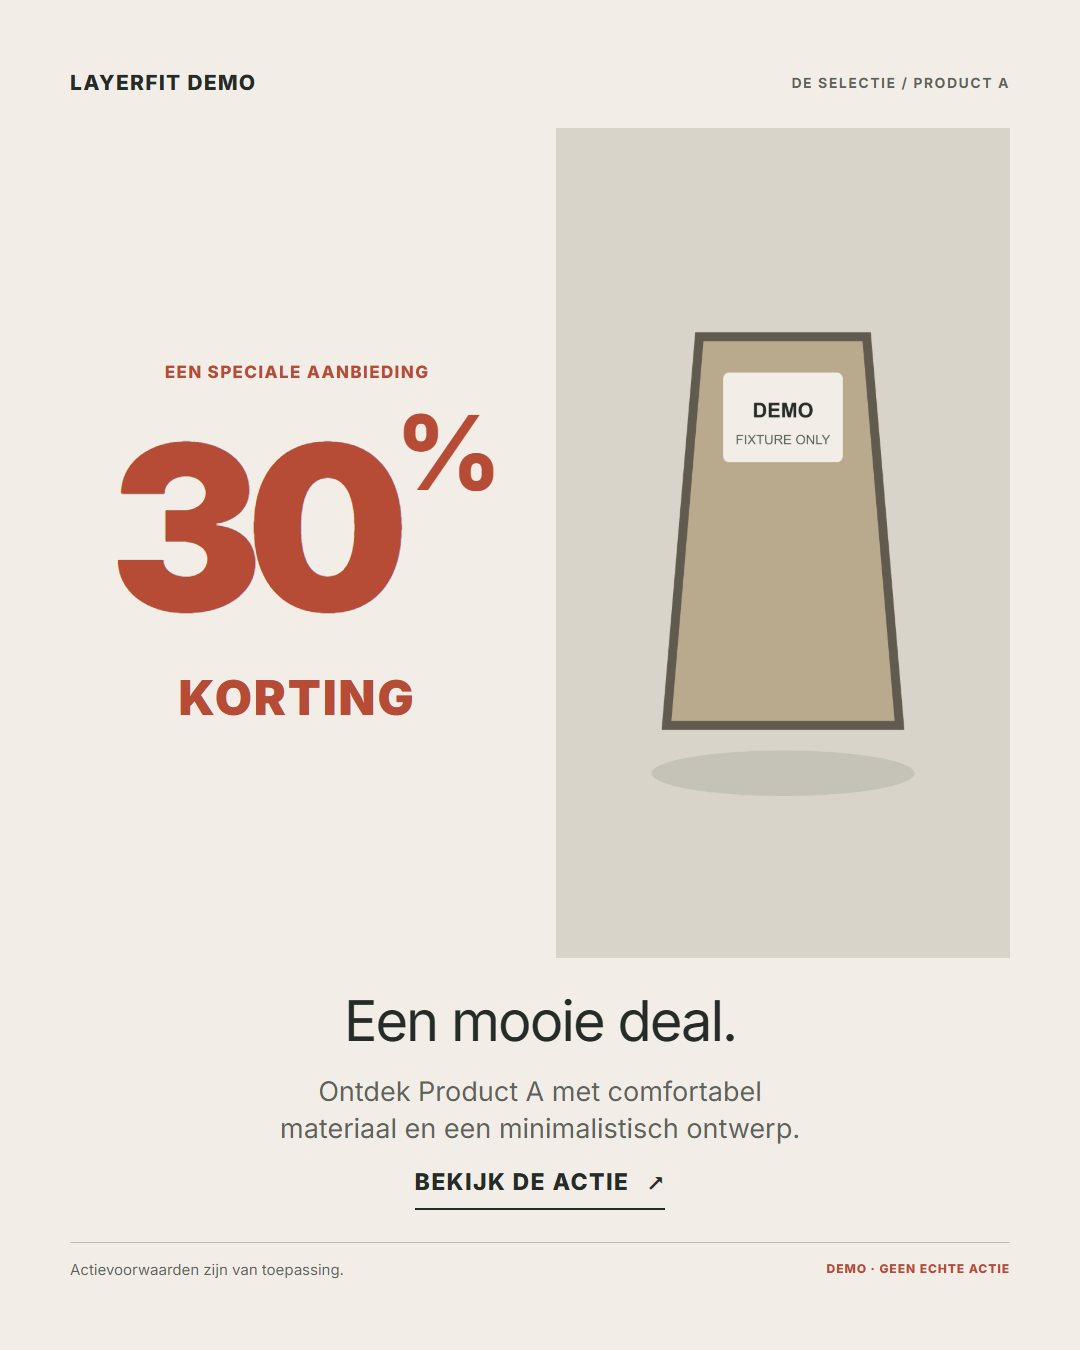 LAYERFIT DEMO
DE SELECTIE / PRODUCT A
EEN SPECIALE AANBIEDING
30%
KORTING
DEMO
FIXTURE ONLY
Een mooie deal.
Ontdek Product A met comfortabel
materiaal en een minimalistisch ontwerp.
BEKIJK DE ACTIE ↗
Actievoorwaarden zijn van toepassing.
DEMO · GEEN ECHTE ACTIE